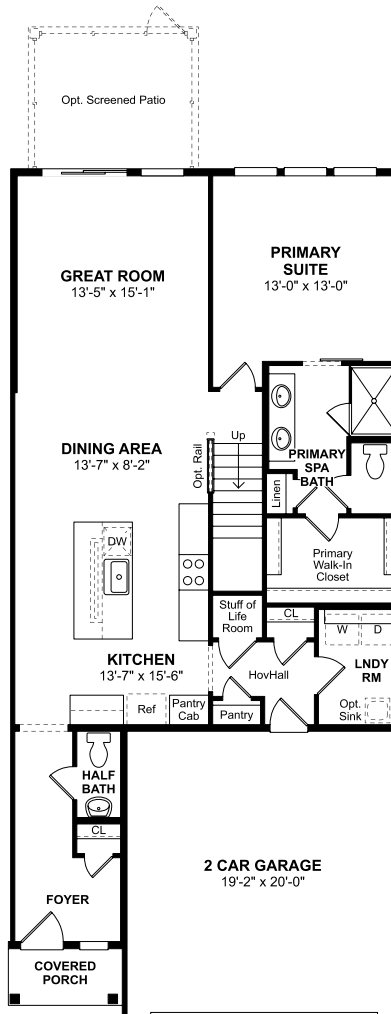 Opt. Screened Patio
GREAT ROOM
13'-5" x 15'-1"
PRIMARY
SUITE
13'-0" x 13'-0"
DINING AREA
13'-7" x 8'-2"
Up
Opt. Rail
PRIMARY
SPA
BATH
Linen
DW
Primary
Walk-In
Closet
Stuff of
Life
Room
CL
W
D
KITCHEN
13'-7" x 15'-6"
HovHall
LNDY
RM
Ref
Pantry
Cab
Pantry
Opt.
Sink
HALF
BATH
CL
2 CAR GARAGE
19'-2" x 20'-0"
FOYER
COVERED
PORCH